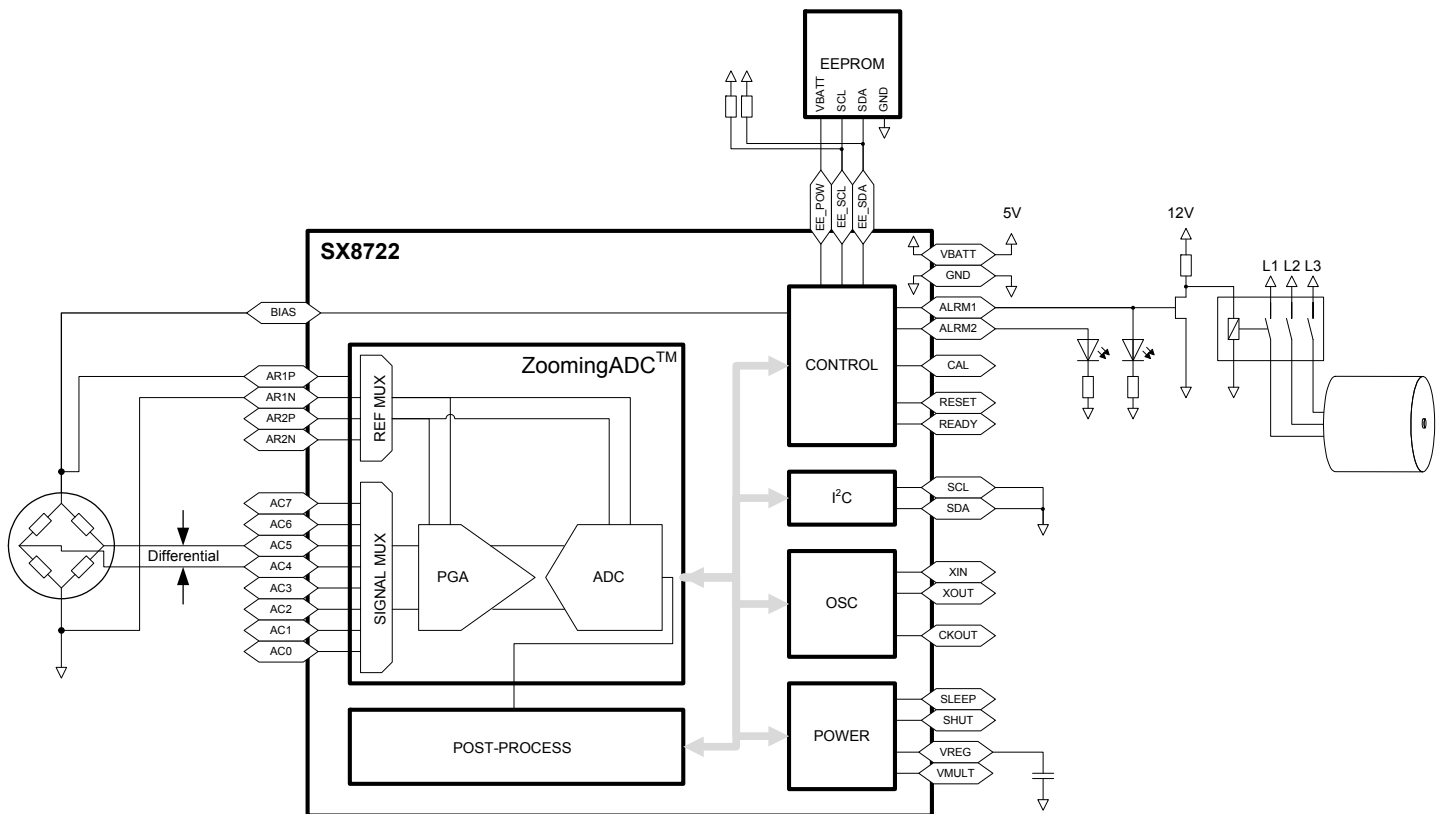 EEPROM
VBATT
SCL
SDA
GND
EE_POW
EE_SCL
EE_SDA
5V
12V
SX8722
VBATT
GND
L1 L2 L3
BIAS
ALRM1
ALRM2
CONTROL
CAL
RESET
READY
ZoomingADC™
AR1P
AR1N
AR2P
AR2N
REF MUX
AC7
AC6
AC5
AC4
AC3
AC2
AC1
AC0
Differential
SIGNAL MUX
PGA
ADC
I²C
SCL
SDA
OSC
XIN
XOUT
CKOUT
POWER
SLEEP
SHUT
VREG
VMULT
POST-PROCESS